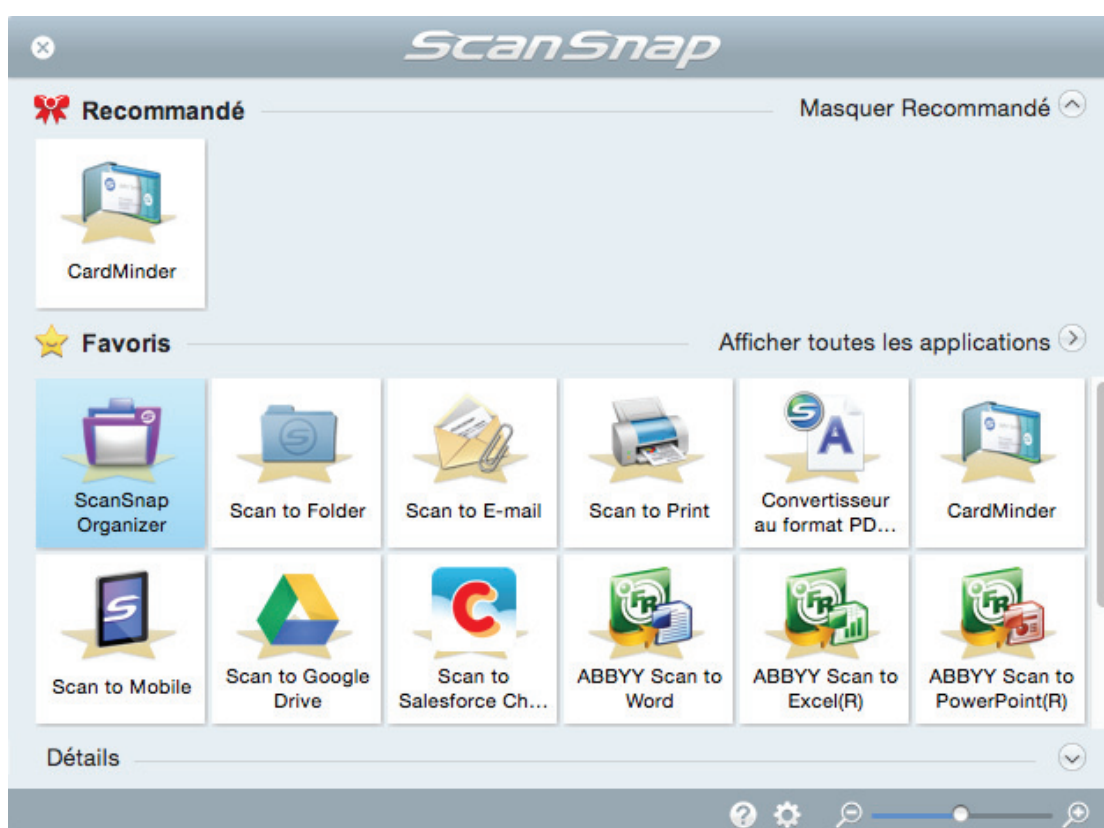 ScanSnap
Recommandé
Masquer Recommandé
CardMinder
Favoris
Afficher toutes les applications
ScanSnap
Organizer
Scan to Folder
Scan to E-mail
Scan to Print
Convertisseur
au format PD...
CardMinder
Scan to Mobile
Scan to Google
Drive
Scan to
Salesforce Ch...
ABBYY Scan to
Word
ABBYY Scan to
Excel(R)
ABBYY Scan to
PowerPoint(R)
Détails